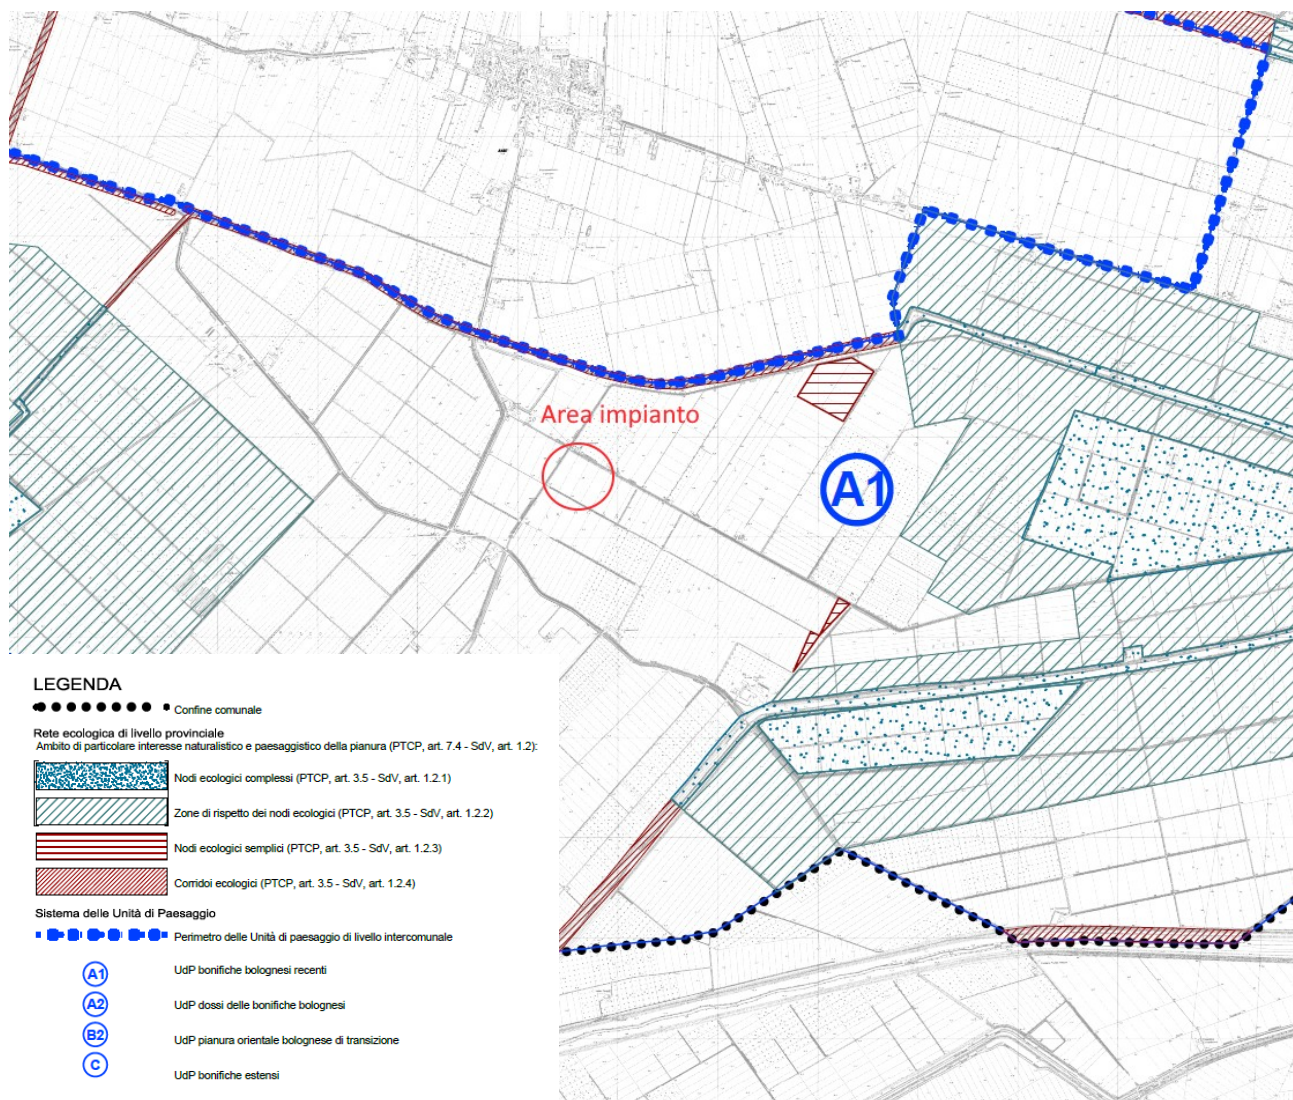 Area impianto
A1
LEGENDA
Confine comunale
Rete ecologica di livello provinciale
Ambito di particolare interesse naturalistico e paesaggistico della pianura (PTCP, art. 7.4 - SdV, art. 1.2):
Nodi ecologici complessi (PTCP, art. 3.5 - SdV, art. 1.2.1)
Zone di rispetto dei nodi ecologici (PTCP, art. 3.5 - SdV, art. 1.2.2)
Nodi ecologici semplici (PTCP, art. 3.5 - SdV, art. 1.2.3)
Corridoi ecologici (PTCP, art. 3.5 - SdV, art. 1.2.4)
Sistema delle Unità di Paesaggio
Perimetro delle Unità di paesaggio di livello intercomunale
A1 UdP bonifiche bolognesi recenti
A2 UdP dossi delle bonifiche bolognesi
B2 UdP pianura orientale bolognese di transizione
C UdP bonifiche estensi